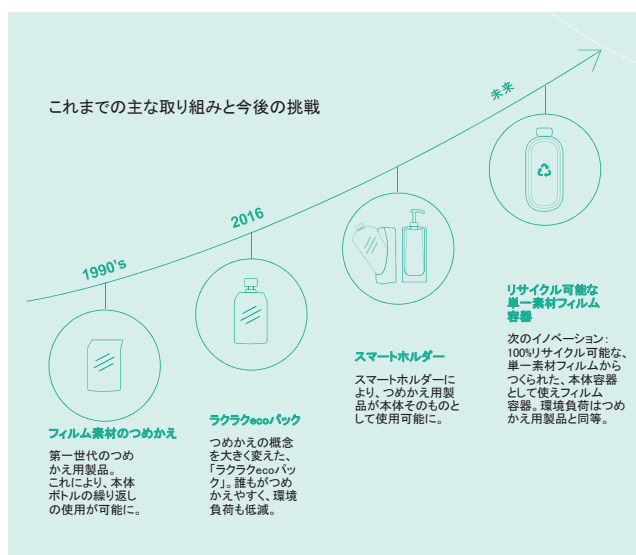 これまでの主な取り組みと今後の挑戦
1990's
2016
未来
フィルム素材のつめかえ
第一世代のつめ
かえ用製品。
これにより、本体
ボトルの繰り返し
の使用が可能に。
ラクラクecoパック
つめかえの概念
を大きく変えた、
「ラクラクecoパッ
ク」。誰もがつめ
かえやすく、環境
負荷も低減。
スマートホルダー
スマートホルダーに
より、つめかえ用製
品が本体そのものと
して使用可能に。
リサイクル可能な
単一素材フィルム
容器
次のイノベーション:
100%リサイクル可能な、
単一素材フィルムから
つくられた、本体容器
として使えフィルム
容器。環境負荷はつめ
かえ用製品と同等。